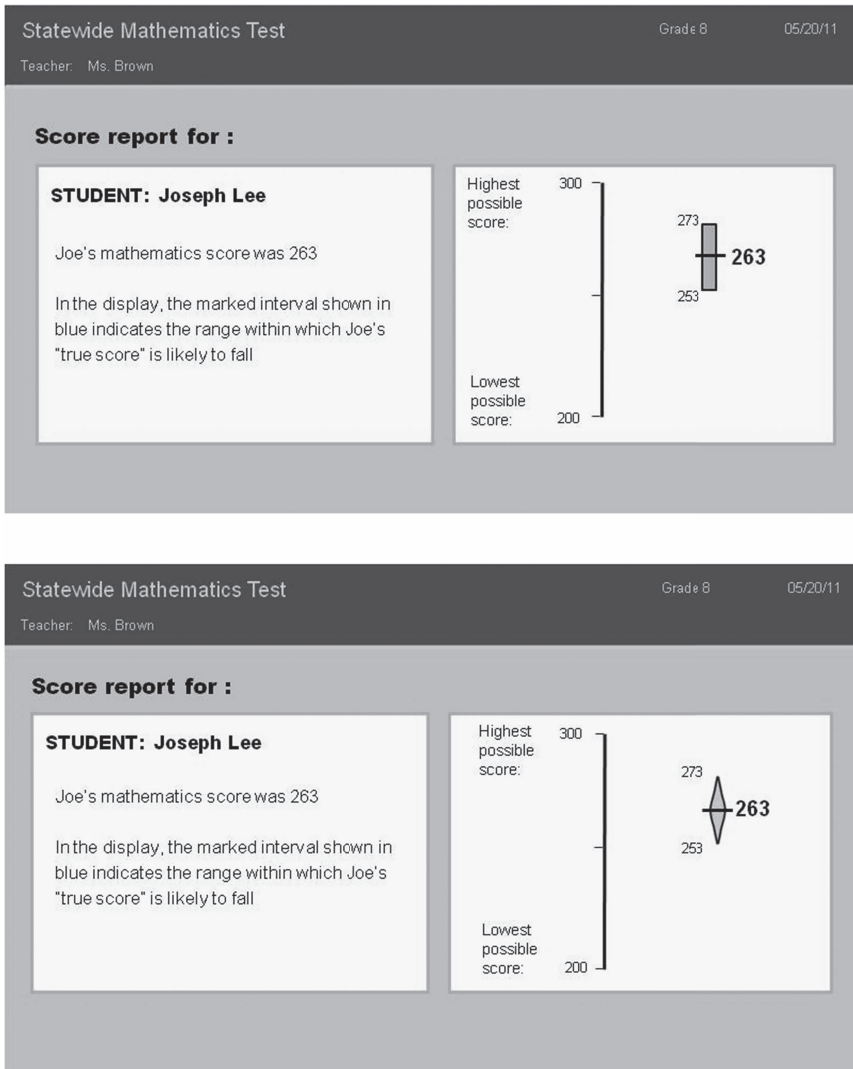 Statewide Mathematics Test
Grade 8
05/20/11
Teacher: Ms. Brown
Score report for :
STUDENT: Joseph Lee
Joe's mathematics score was 263
In the display, the marked interval shown in
blue indicates the range within which Joe's
"true score" is likely to fall
Highest
possible
score:
300
273
263
253
Lowest
possible
score:
200
Statewide Mathematics Test
Grade 8
05/20/11
Teacher: Ms. Brown
Score report for :
STUDENT: Joseph Lee
Joe's mathematics score was 263
In the display, the marked interval shown in
blue indicates the range within which Joe's
"true score" is likely to fall
Highest
possible
score:
300
273
263
253
Lowest
possible
score:
200